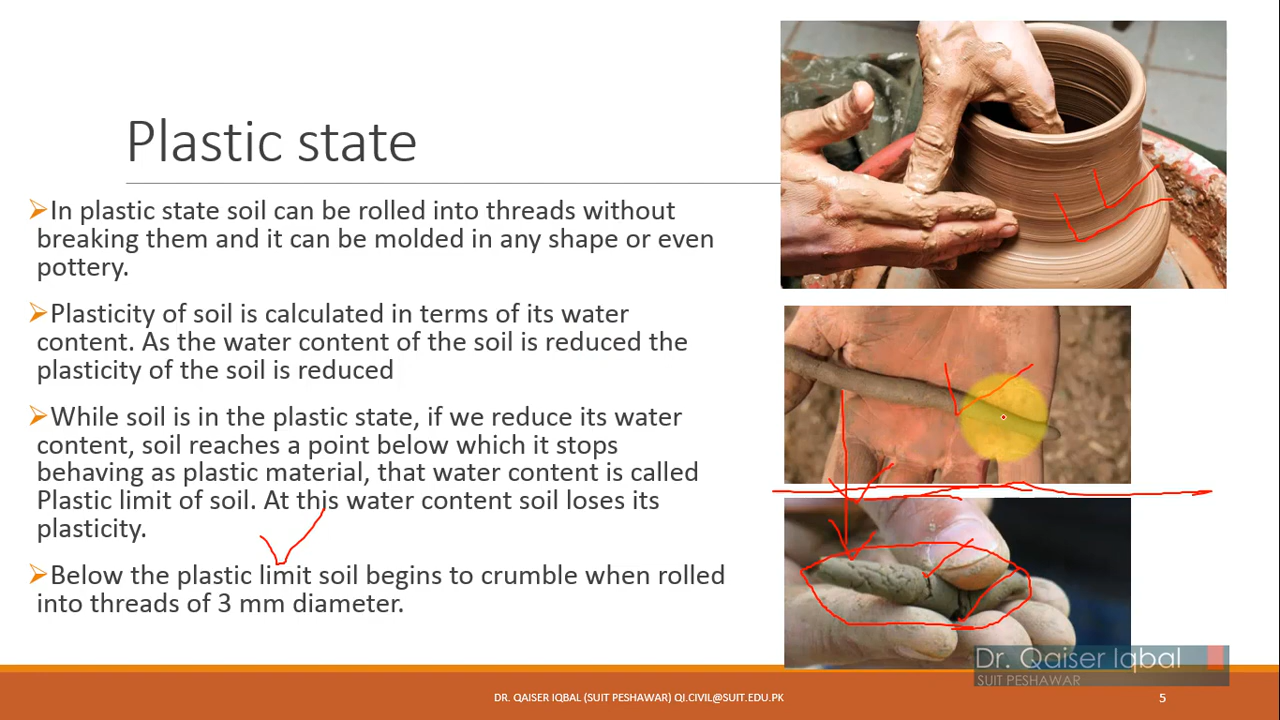 Plastic state
➢In plastic state soil can be rolled into threads without
breaking them and it can be molded in any shape or even
pottery.
➢Plasticity of soil is calculated in terms of its water
content. As the water content of the soil is reduced the
plasticity of the soil is reduced
➢While soil is in the plastic state, if we reduce its water
content, soil reaches a point below which it stops
behaving as plastic material, that water content is called
Plastic limit of soil. At this water content soil loses its
plasticity.
➢Below the plastic limit soil begins to crumble when rolled
into threads of 3 mm diameter.
Dr. Qaiser Iqbal
SUIT PESHAWAR
DR. QAISER IQBAL (SUIT PESHAWAR) QI.CIVIL@SUIT.EDU.PK
5